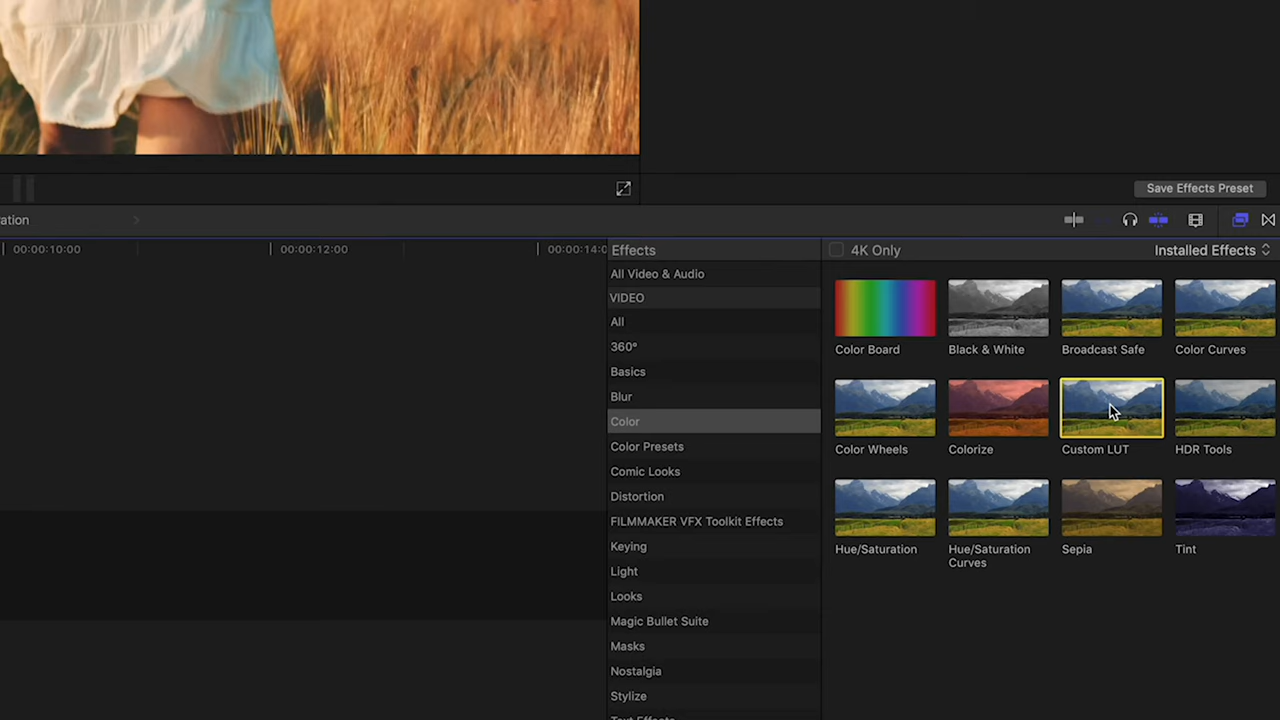 Save Effects Preset
ation
00:00:10:00
00:00:12:00
00:00:14:0
Effects
4K Only
Installed Effects
All Video & Audio
VIDEO
All
360°
Basics
Blur
Color
Color Presets
Comic Looks
Distortion
FILMMAKER VFX Toolkit Effects
Keying
Light
Looks
Magic Bullet Suite
Masks
Nostalgia
Stylize
Text Effects
Color Board
Black & White
Broadcast Safe
Color Curves
Color Wheels
Colorize
Custom LUT
HDR Tools
Hue/Saturation
Hue/Saturation
Curves
Sepia
Tint